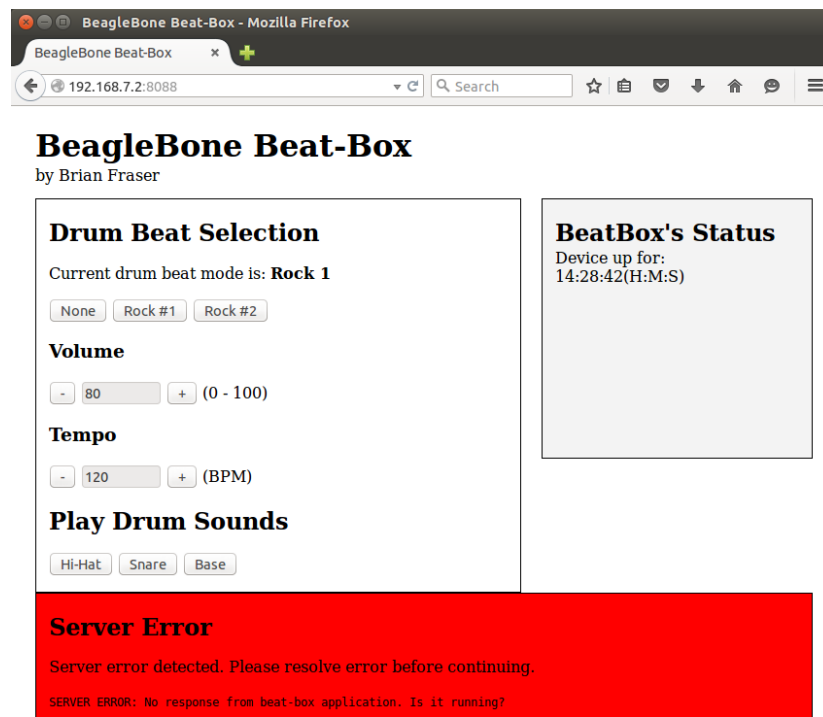 BeagleBone Beat-Box - Mozilla Firefox
BeagleBone Beat-Box
192.168.7.2:8088
Search
BeagleBone Beat-Box
by Brian Fraser
Drum Beat Selection
Current drum beat mode is: Rock 1
None Rock #1 Rock #2
Volume
- 80 + (0 - 100)
Tempo
- 120 + (BPM)
Play Drum Sounds
Hi-Hat Snare Base
BeatBox's Status
Device up for:
14:28:42(H:M:S)
Server Error
Server error detected. Please resolve error before continuing.
SERVER ERROR: No response from beat-box application. Is it running?